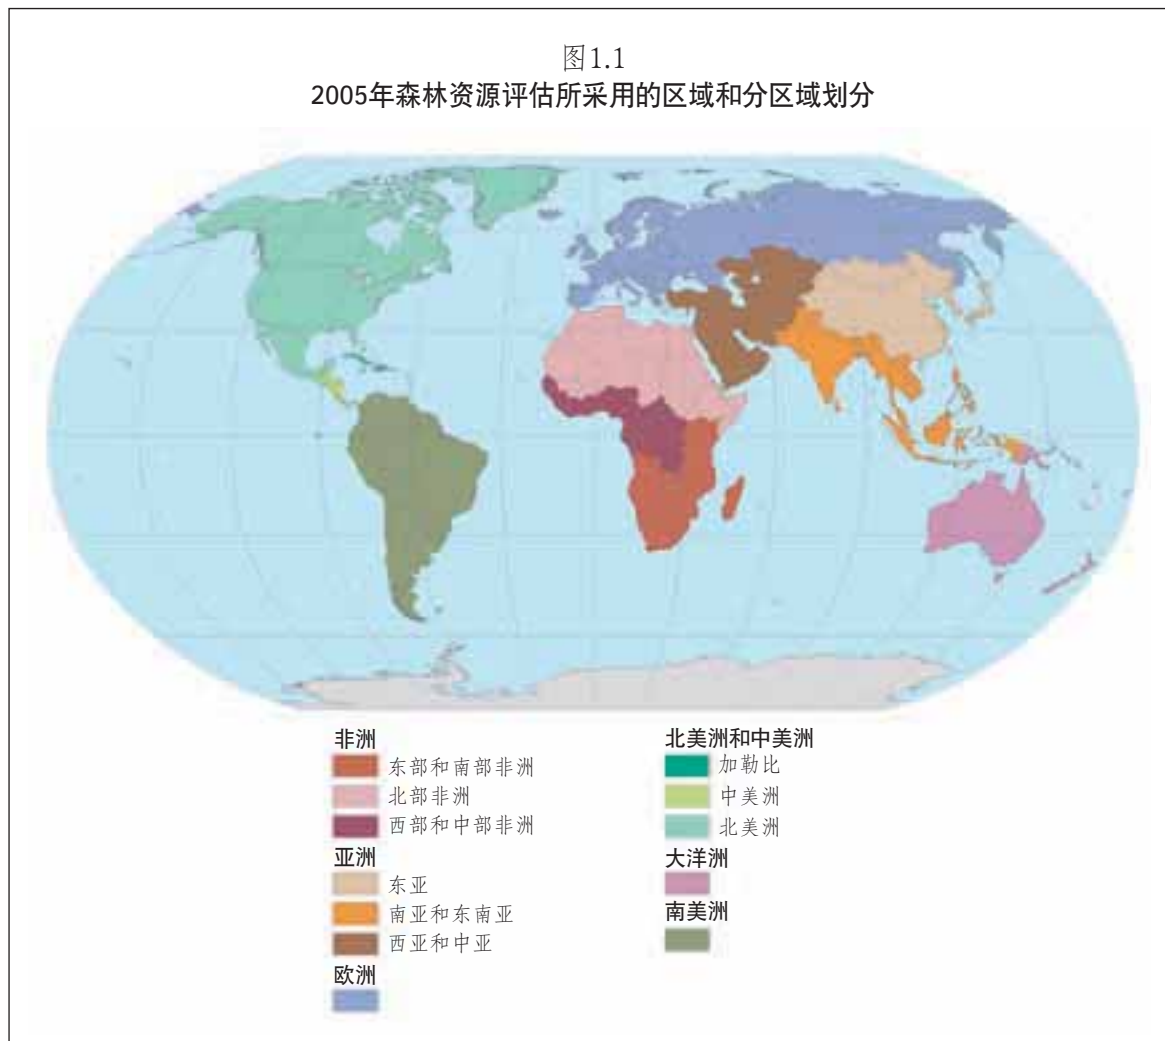 图1.1
2005年森林资源评估所采用的区域和分区域划分
非洲
东部和南部非洲
北部非洲
西部和中部非洲
亚洲
东亚
南亚和东南亚
西亚和中亚
欧洲
北美洲和中美洲
加勒比
中美洲
北美洲
大洋洲
南美洲